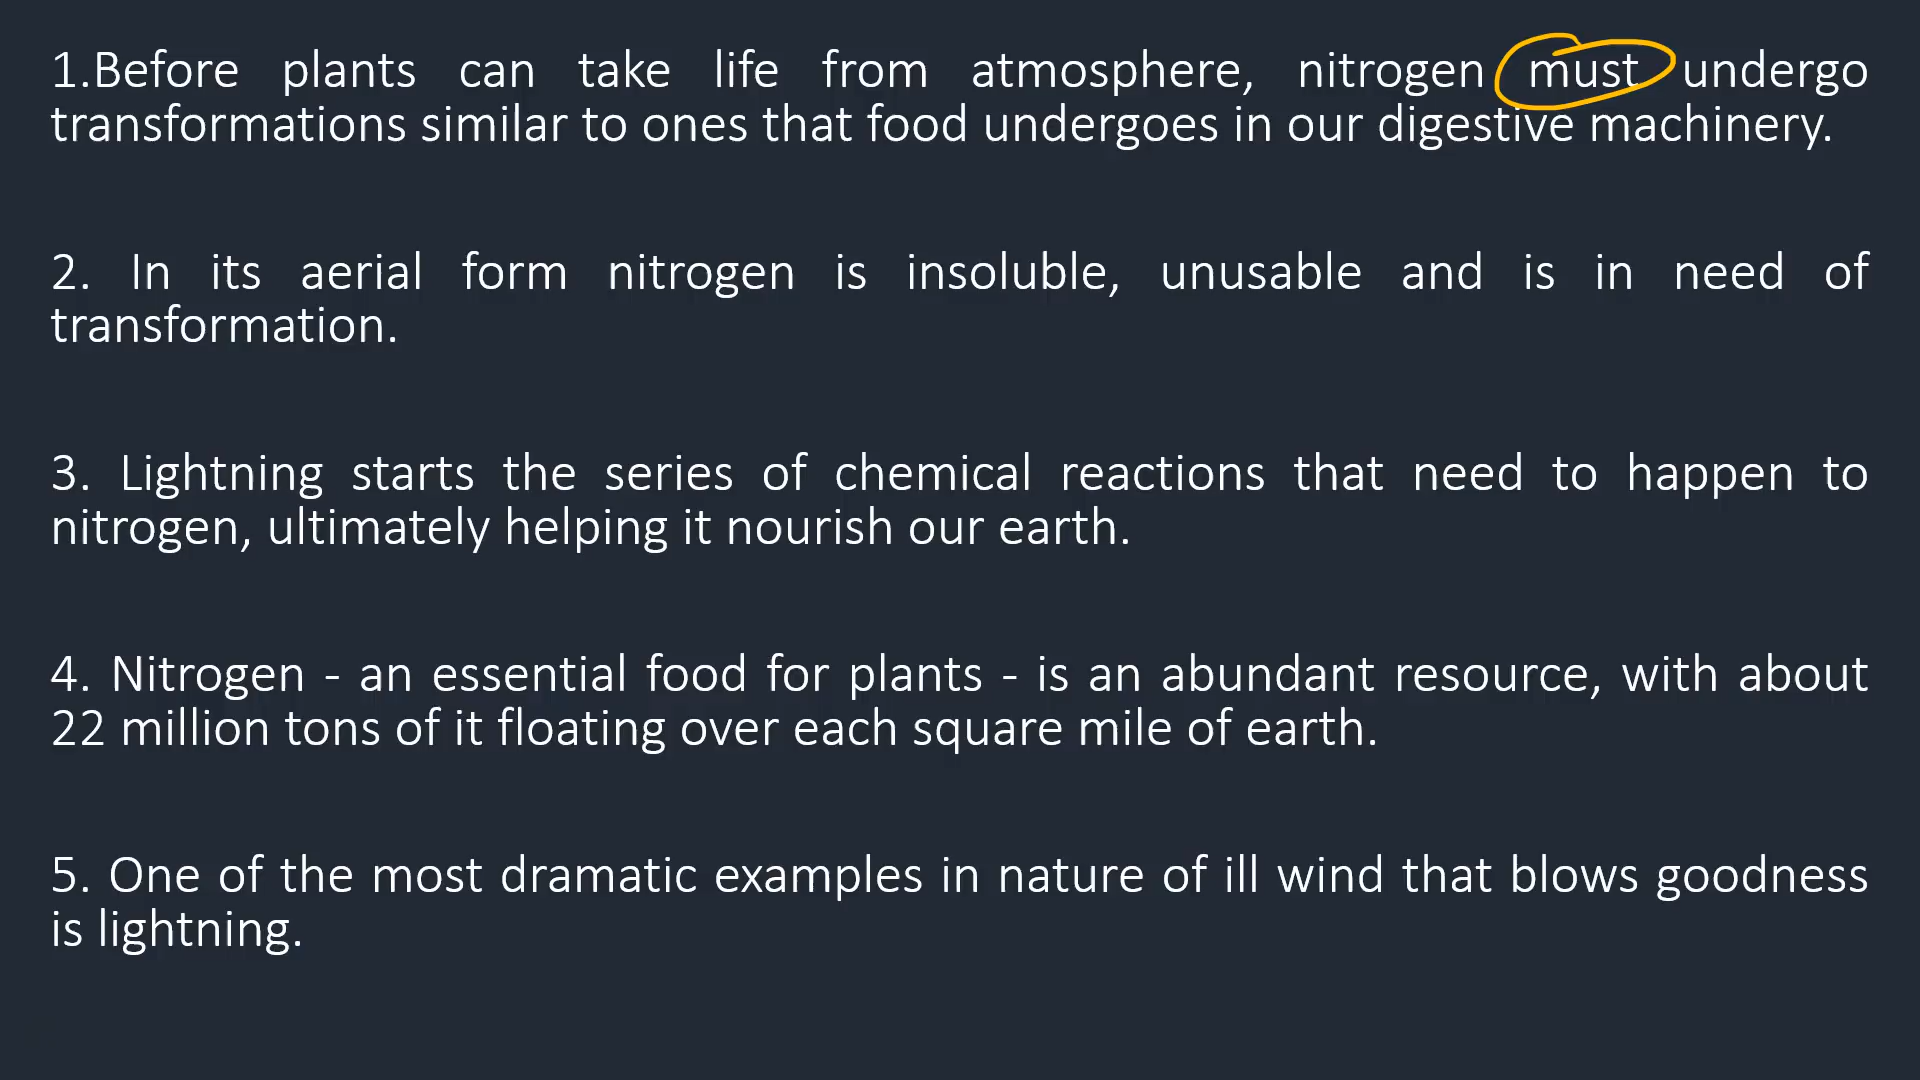 1.Before plants can take life from atmosphere, nitrogen must undergo
transformations similar to ones that food undergoes in our digestive machinery.
2. In its aerial form nitrogen is insoluble, unusable and is in need of
transformation.
3. Lightning starts the series of chemical reactions that need to happen to
nitrogen, ultimately helping it nourish our earth.
4. Nitrogen - an essential food for plants - is an abundant resource, with about
22 million tons of it floating over each square mile of earth.
5. One of the most dramatic examples in nature of ill wind that blows goodness
is lightning.